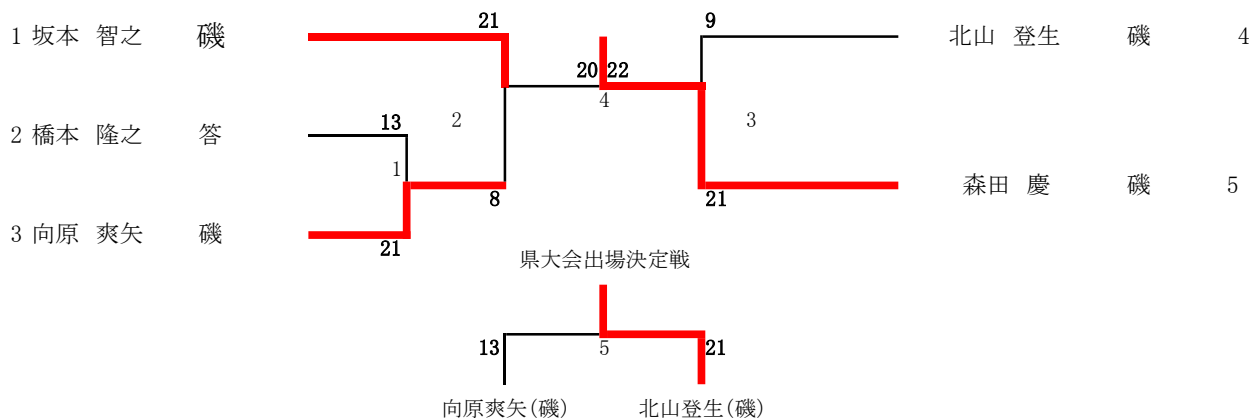 21 9
1 坂本 智之 磯 北山 登生 磯 4
20 22
4
13 2 3
2 橋本 隆之 答
1
8 21 森田 慶 磯 5
3 向原 爽矢 磯
21
県大会出場決定戦
13 5 21
向原爽矢(磯) 北山登生(磯)